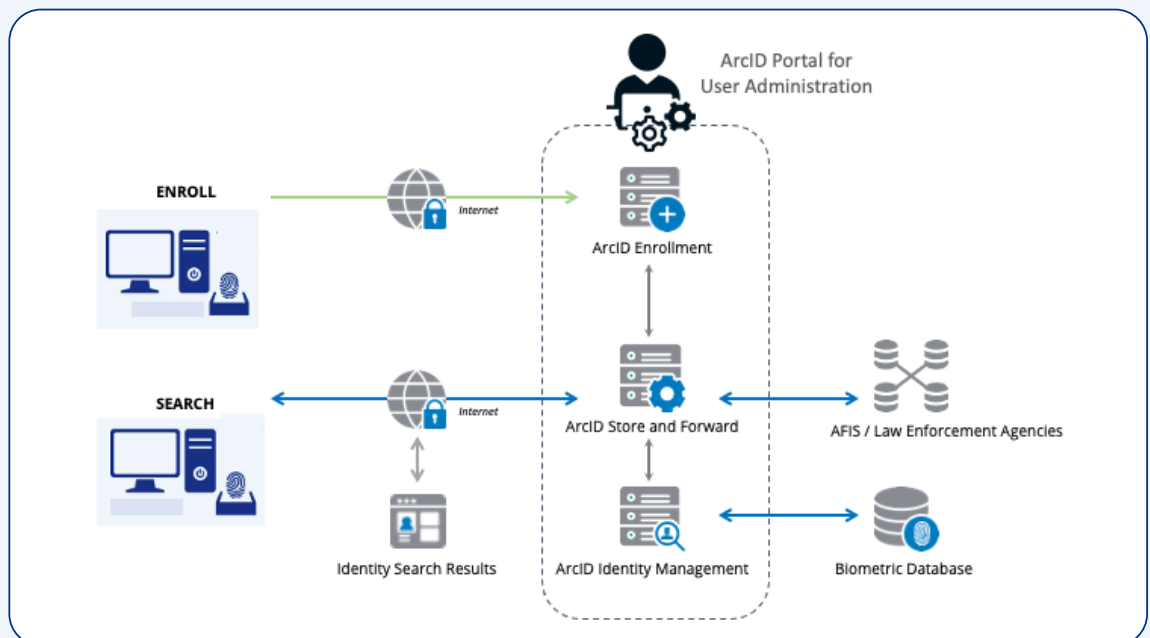 ArcID Portal for
User Administration
ENROLL
Internet
ArcID Enrollment
SEARCH
Internet
ArcID Store and Forward
AFIS / Law Enforcement Agencies
Identity Search Results
ArcID Identity Management
Biometric Database